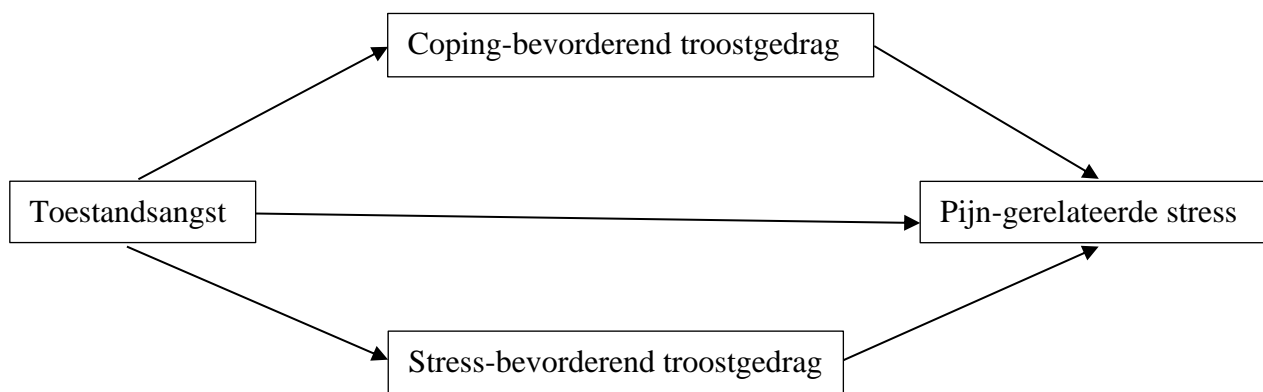 Coping-bevorderend troostgedrag
Toestandsangst
Pijn-gerelateerde stress
Stress-bevorderend troostgedrag